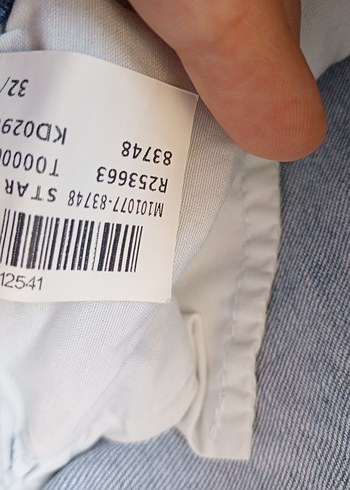 12541
M101077-83748 STAR
R253663 T0000
83748 KD029
32/